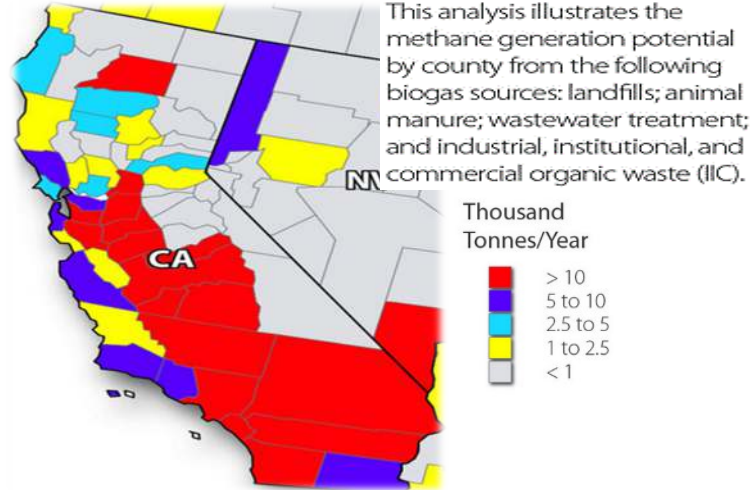 This analysis illustrates the
methane generation potential
by county from the following
biogas sources: landfills; animal
manure; wastewater treatment;
and industrial, institutional, and
commercial organic waste (IIC).
NV
CA
Thousand
Tonnes/Year
> 10
5 to 10
2.5 to 5
1 to 2.5
< 1